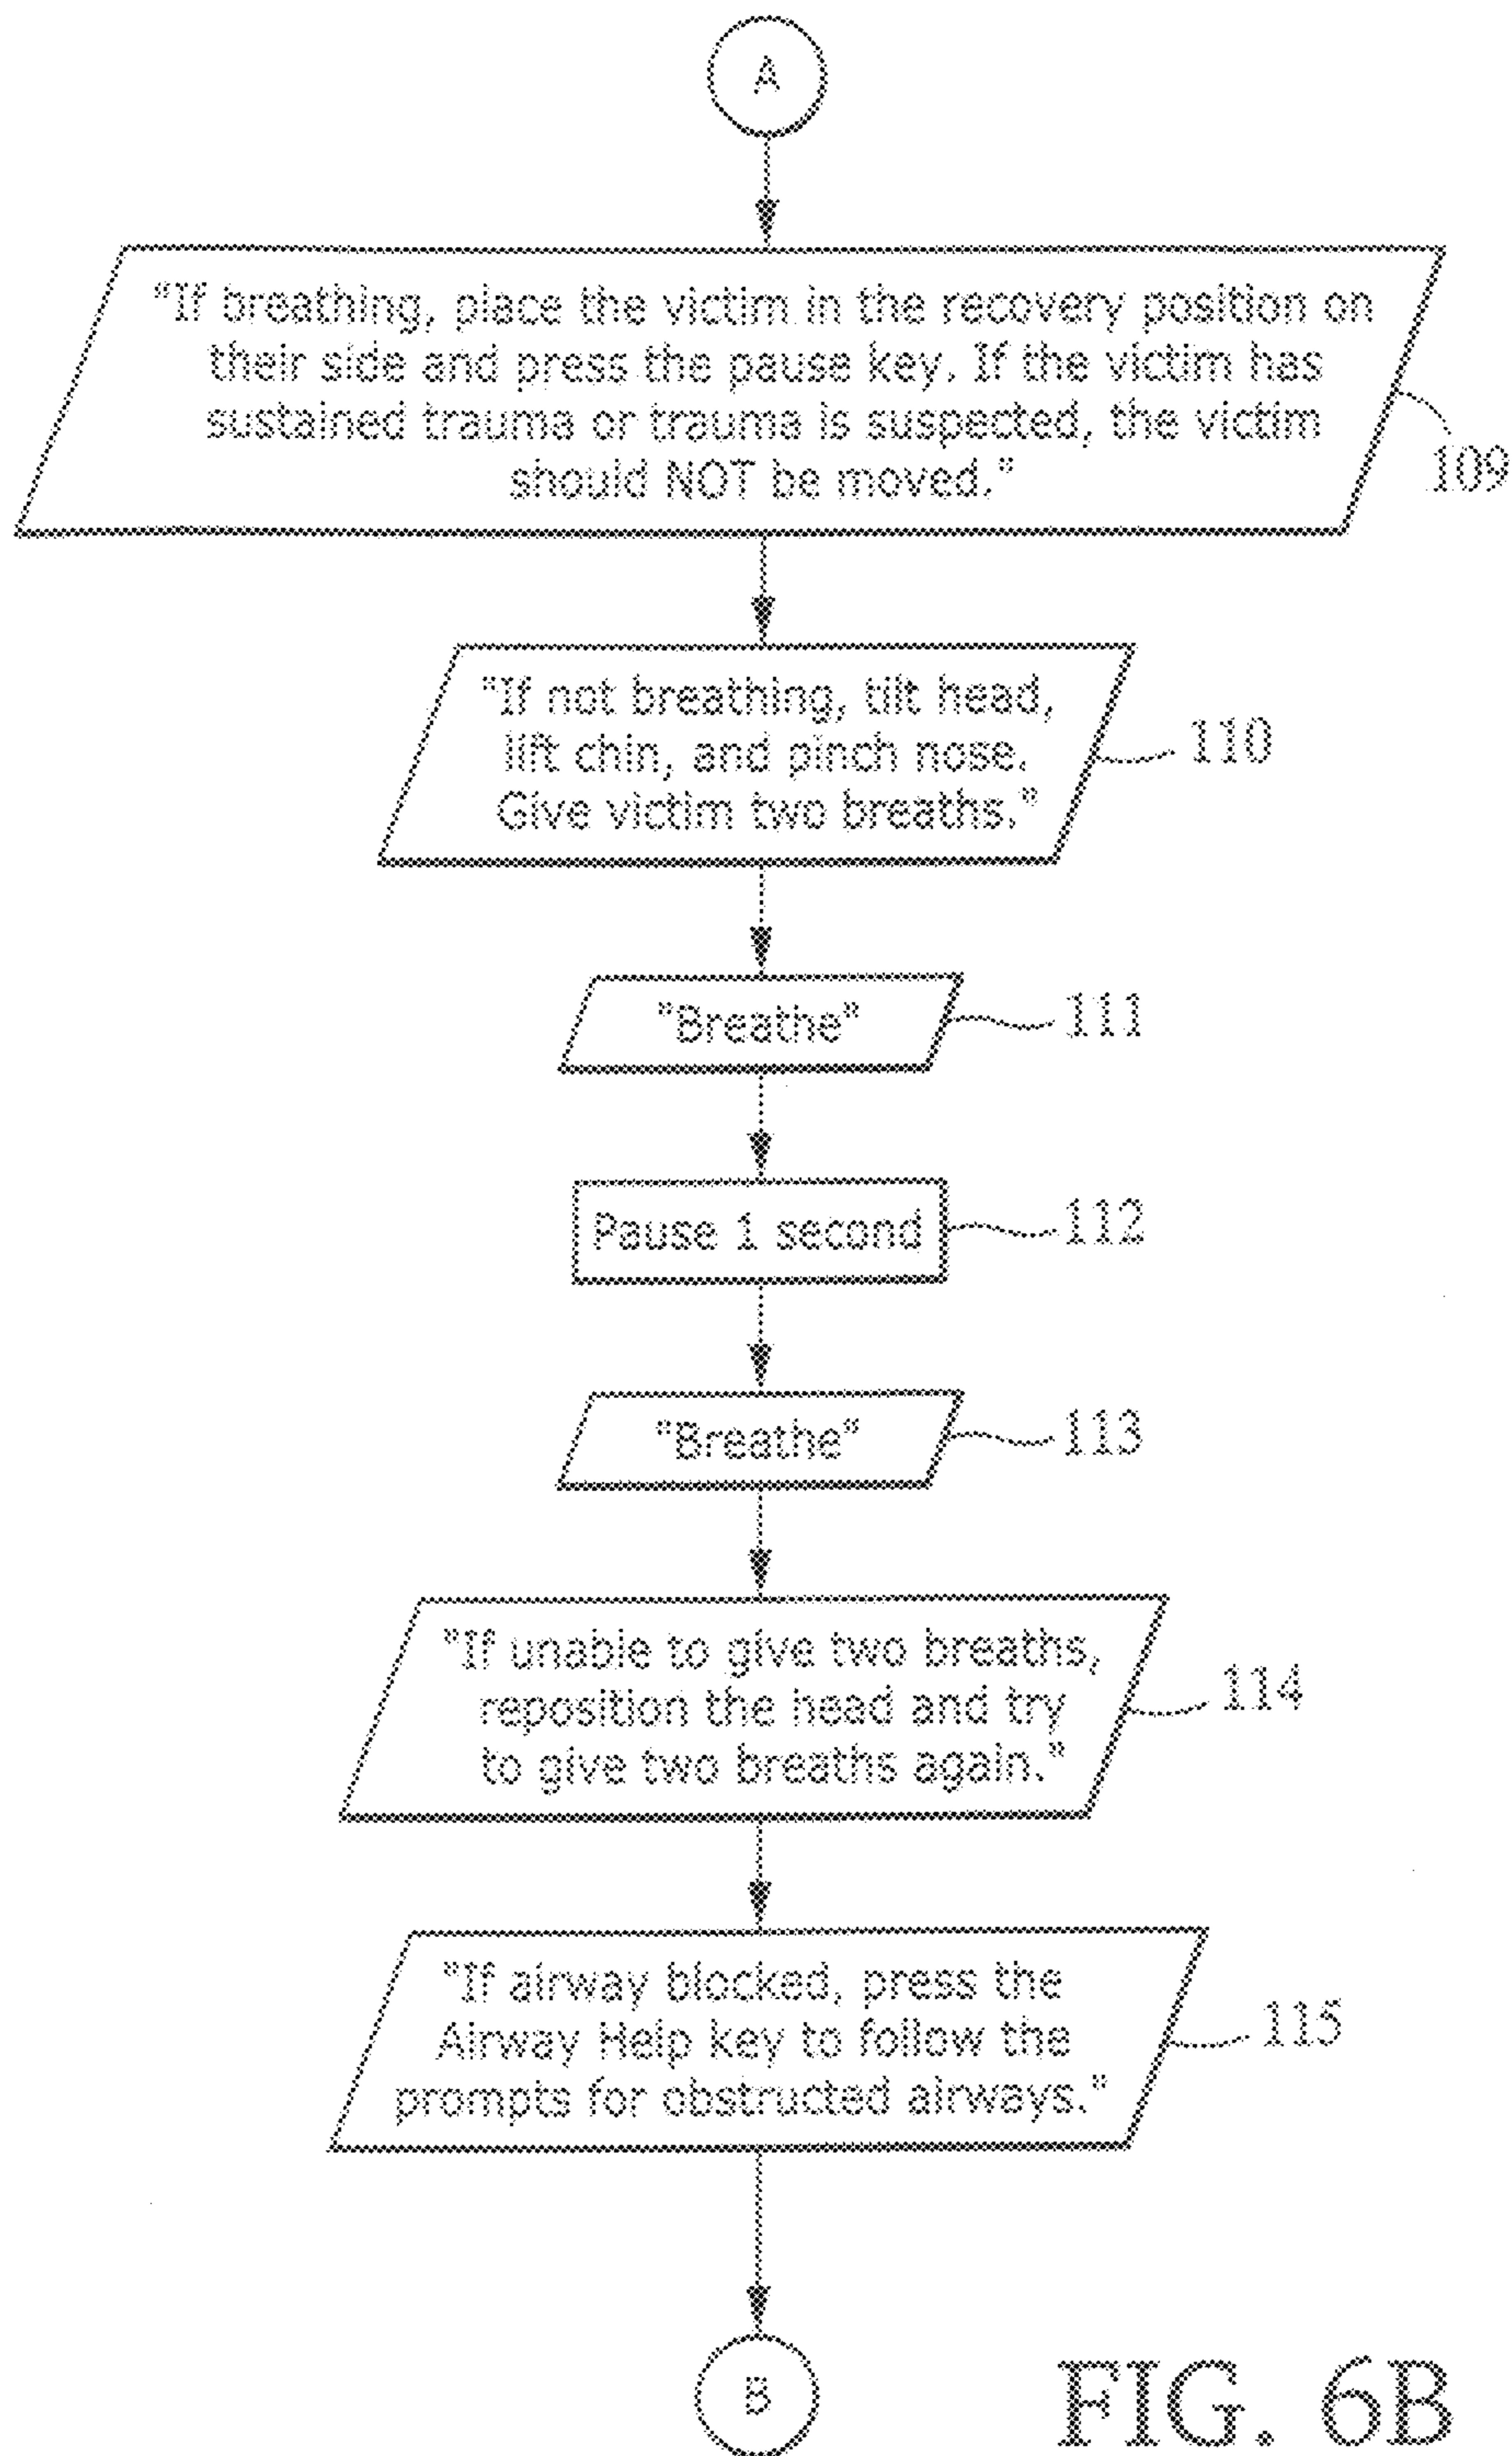 A
"If breathing, place the victim in the recovery position on
their side and press the pause key. If the victim has
sustained trauma or trauma is suspected, the victim
should NOT be moved."
109
"If not breathing, tilt head,
lift chin, and pinch nose.
Give victim two breaths."
110
"Breathe"
111
Pause 1 second
112
"Breathe"
113
"If unable to give two breaths,
reposition the head and try
to give two breaths again."
114
"If airway blocked, press the
Airway Help key to follow the
prompts for obstructed airways."
115
B
FIG. 6B